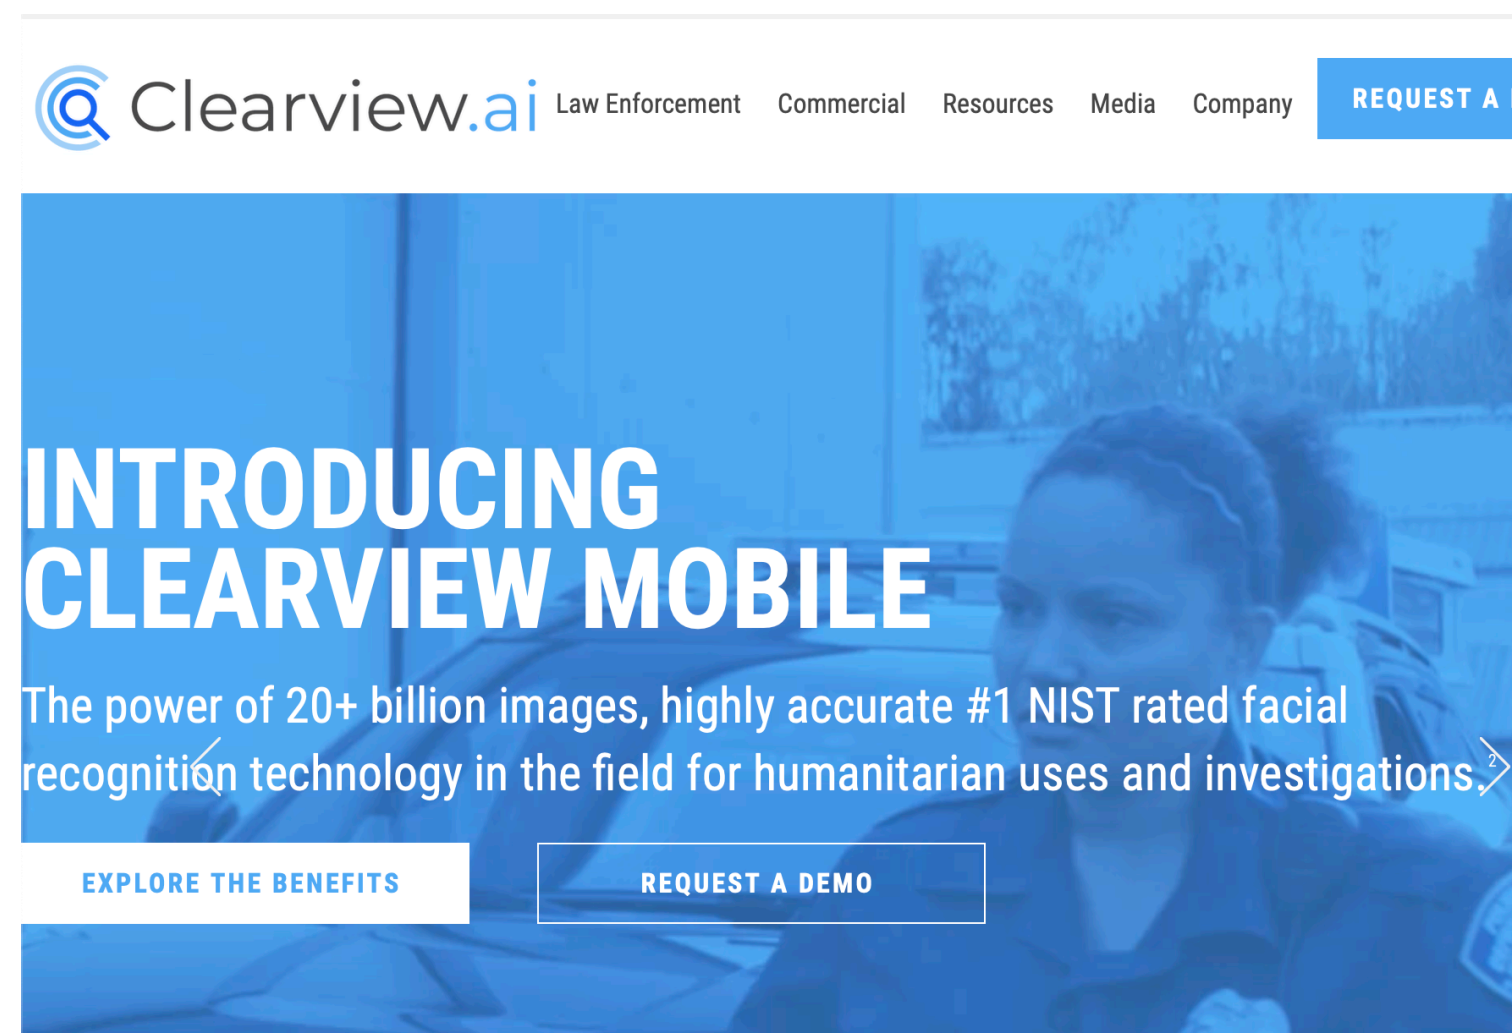 Clearview.ai
Law Enforcement Commercial Resources Media Company
REQUEST A
INTRODUCING
CLEARVIEW MOBILE
The power of 20+ billion images, highly accurate #1 NIST rated facial
recognition technology in the field for humanitarian uses and investigations.2
EXPLORE THE BENEFITS
REQUEST A DEMO